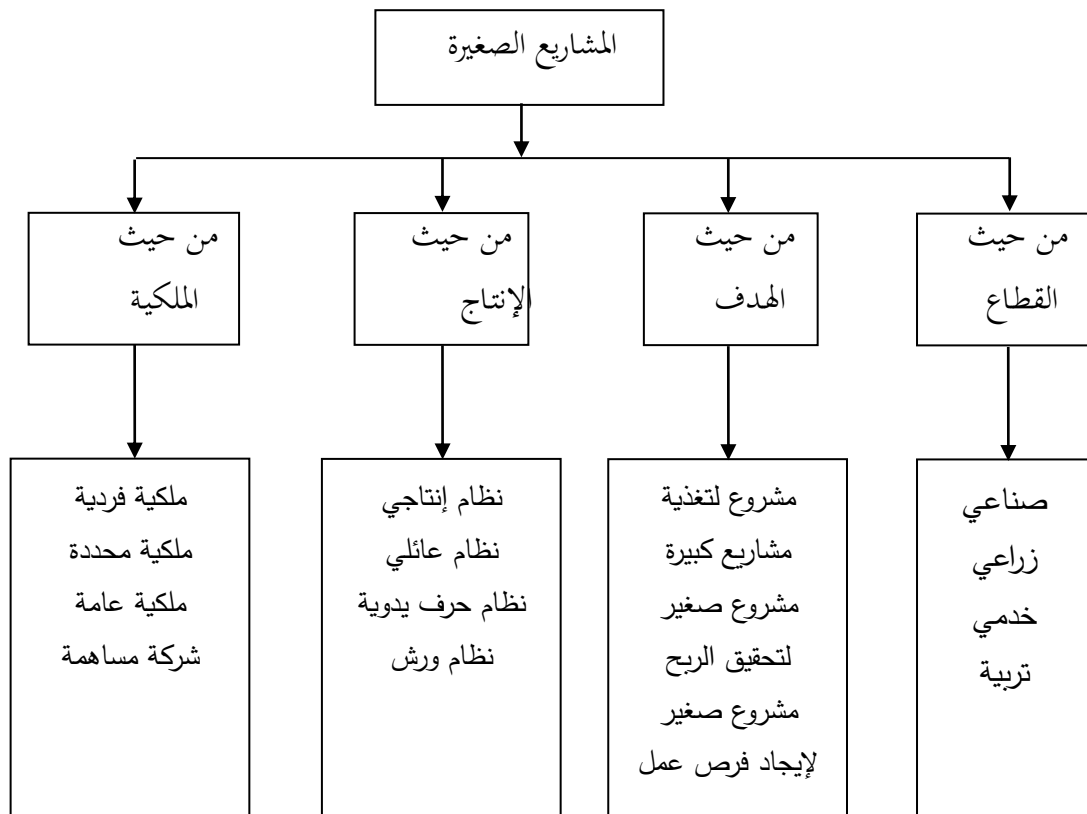 المشاريع الصغيرة
من حيث
القطاع
من حيث
الهدف
من حيث
الإنتاج
من حيث
الملكية
صناعي
زراعي
خدمي
تربية
مشروع لتغذية
مشاريع كبيرة
مشروع صغير
لتحقيق الربح
مشروع صغير
لإيجاد فرص عمل
نظام إنتاجي
نظام عائلي
نظام حرف يدوية
نظام ورش
ملكية فردية
ملكية محددة
ملكية عامة
شركة مساهمة